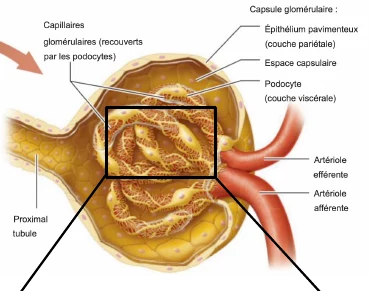 Capillaires
glomérulaires (recouverts
par les podocytes)
Capsule glomérulaire :
Épithélium pavimenteux
(couche pariétale)
Espace capsulaire
Podocyte
(couche viscérale)
Artériole
efférente
Artériole
afférente
Proximal
tubule